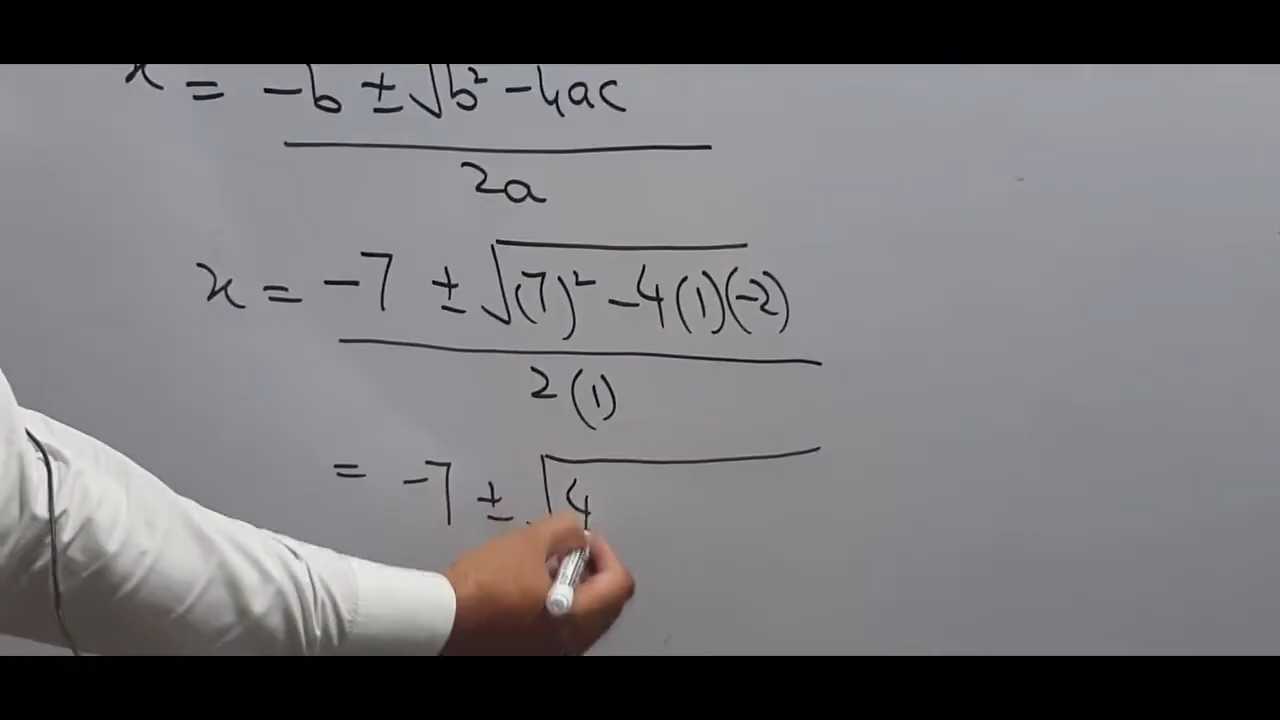 x = -b ± √b² - 4ac
2a
x = -7 ± √(7)² - 4(1)(-2)
2(1)
= -7 ± √4